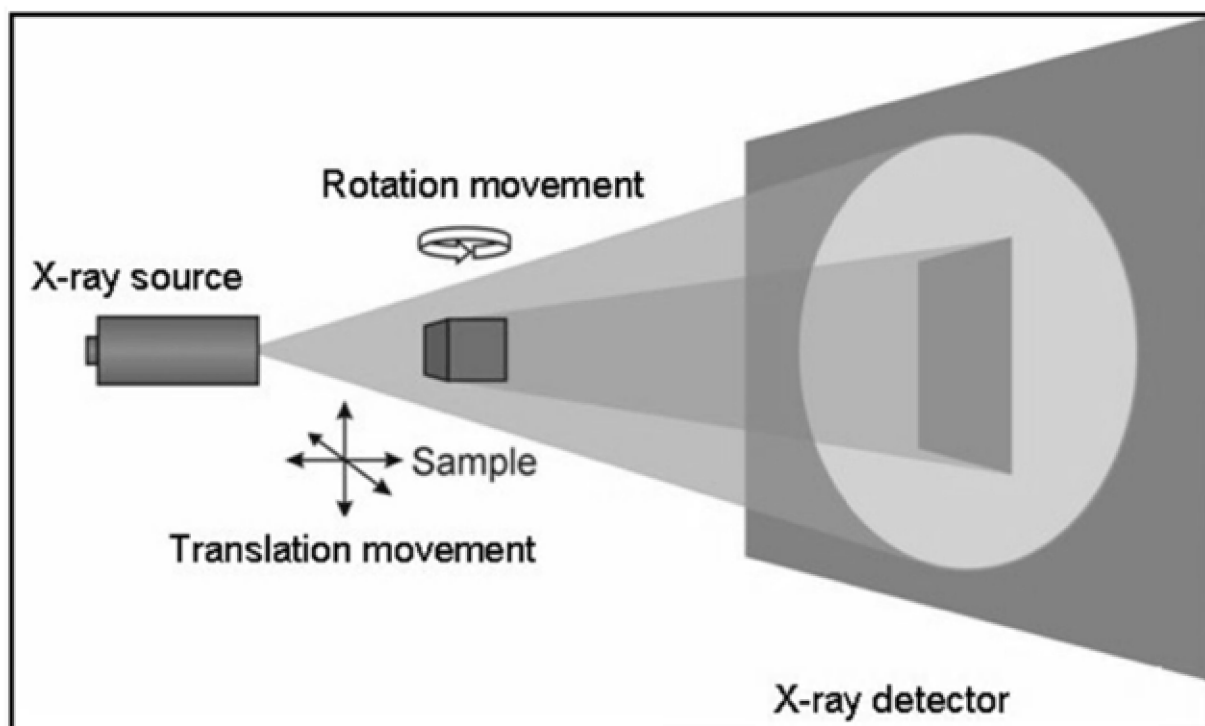 Rotation movement
X-ray source
Sample
Translation movement
X-ray detector